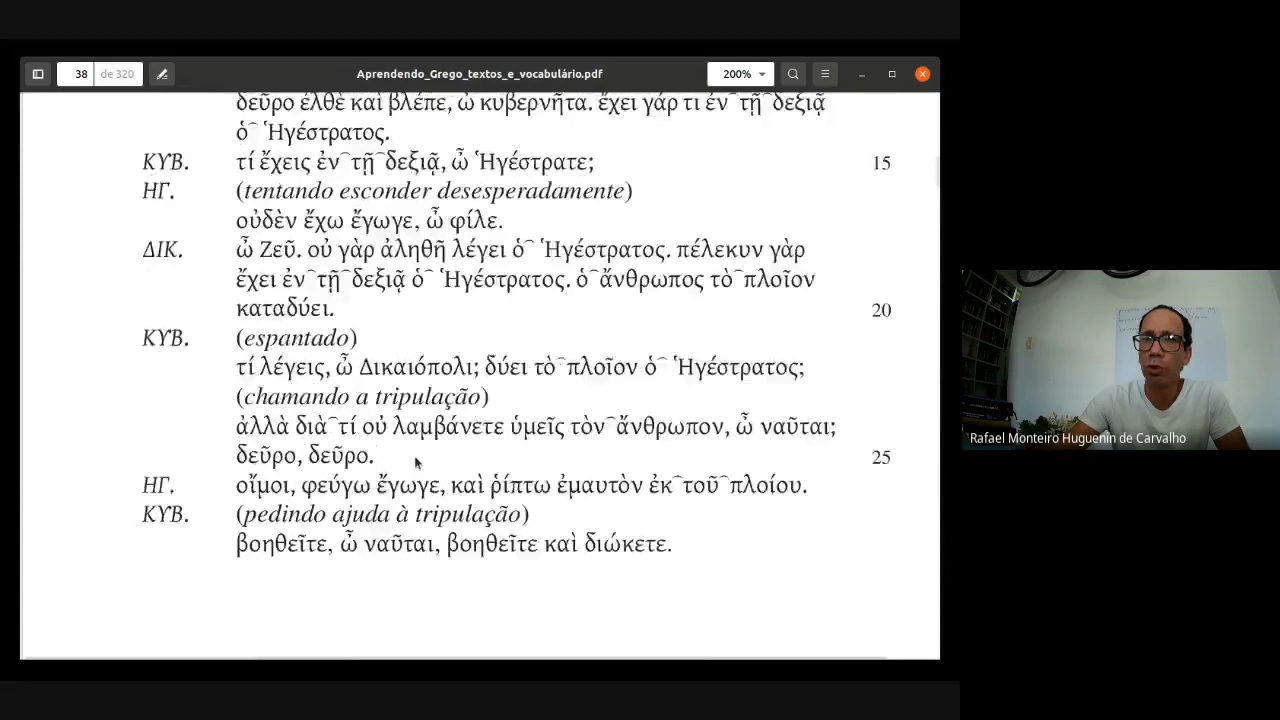 38 de 320 Aprendendo_Grego_textos_e_vocabulário.pdf 200%
δεῦρο ἐλθὲ καὶ βλέπε, ὦ κυβερνῆτα. ἔχει γάρ τι ἐν⁀τῇ⁀δεξιᾷ
ὁ⁀ Ἡγέστρατος.
ΚΥΒ. τί ἔχεις ἐν⁀τῇ⁀δεξιᾷ, ὦ Ἡγέστρατε; 15
ΗΓ. (tentando esconder desesperadamente)
οὐδὲν ἔχω ἔγωγε, ὦ φίλε.
ΔΙΚ. ὦ Ζεῦ. οὐ γὰρ ἀληθῆ λέγει ὁ⁀ Ἡγέστρατος. πέλεκυν γὰρ
ἔχει ἐν⁀τῇ⁀δεξιᾷ ὁ⁀ Ἡγέστρατος. ὁ⁀ἄνθρωπος τὸ⁀πλοῖον
καταδύει. 20
ΚΥΒ. (espantado)
τί λέγεις, ὦ Δικαιόπολι; δύει τὸ⁀πλοῖον ὁ⁀ Ἡγέστρατος;
(chamando a tripulação)
ἀλλὰ διὰ⁀τί οὐ λαμβάνετε ὑμεῖς τὸν⁀ἄνθρωπον, ὦ ναῦται;
δεῦρο, δεῦρο. 25
ΗΓ. οἴμοι, φεύγω ἔγωγε, καὶ ῥίπτω ἐμαυτὸν ἐκ⁀τοῦ⁀πλοίου.
ΚΥΒ. (pedindo ajuda à tripulação)
βοηθεῖτε, ὦ ναῦται, βοηθεῖτε καὶ διώκετε.
Rafael Monteiro Huguenin de Carvalho